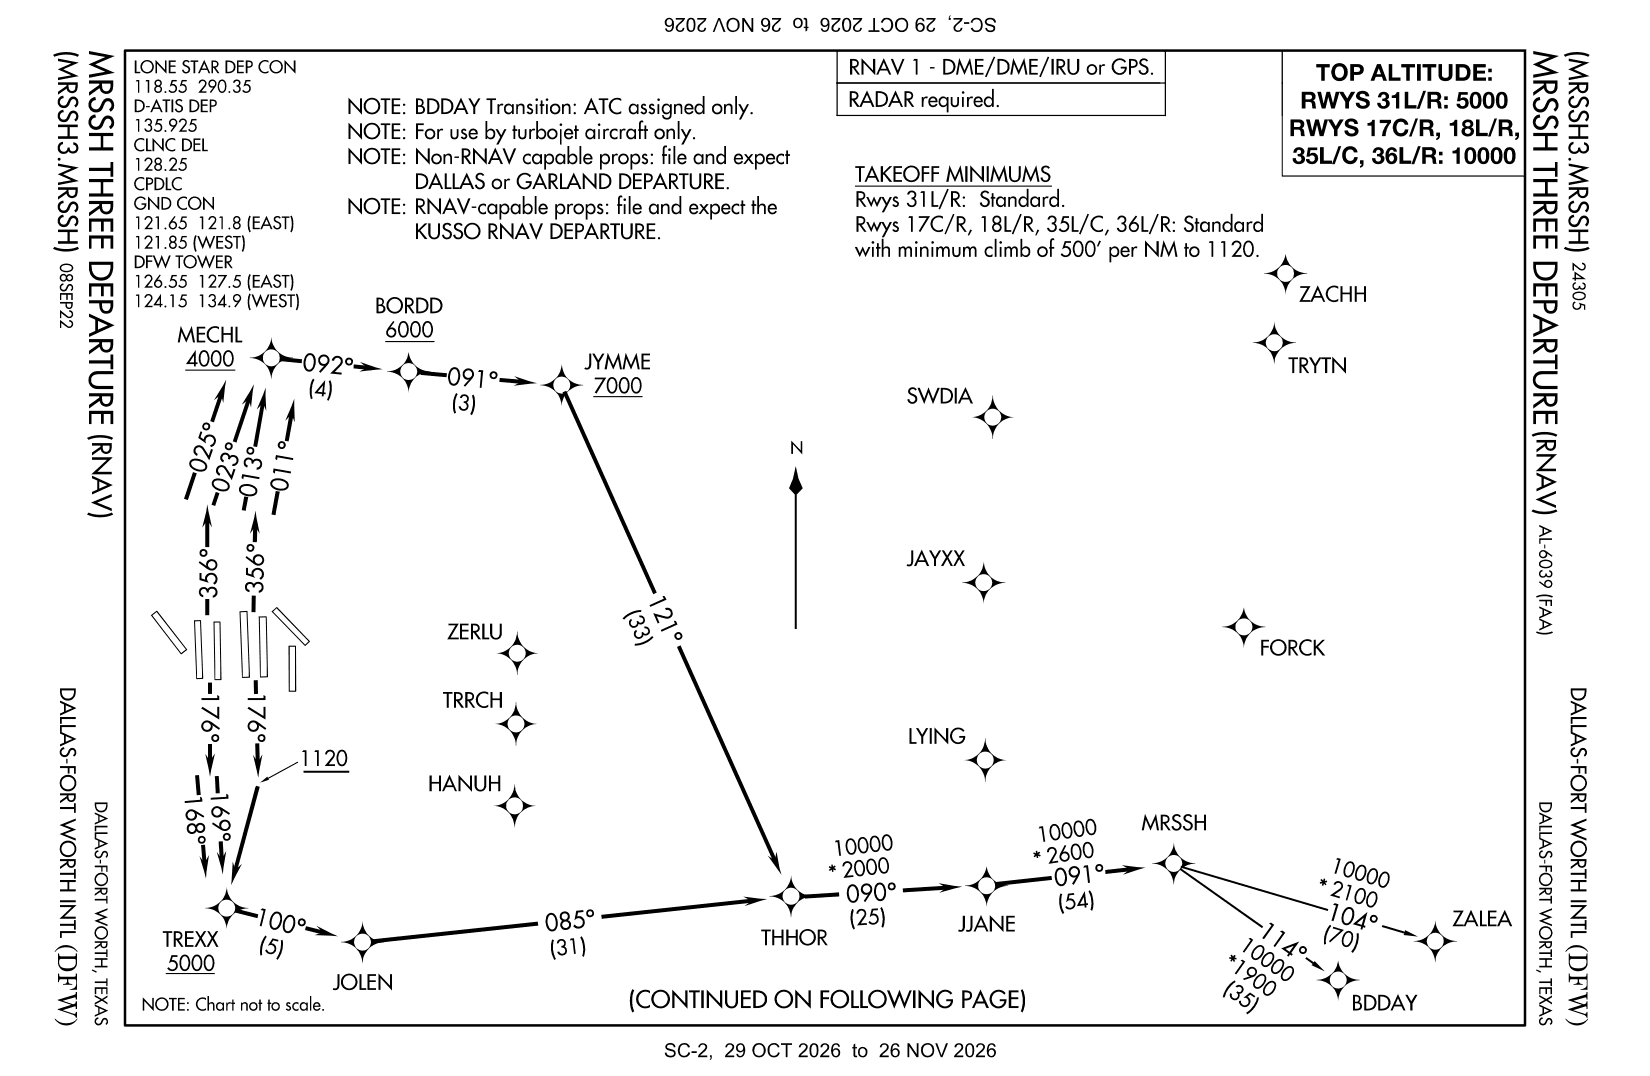 SC-2, 29 OCT 2026 to 26 NOV 2026
(MRSSH3.MRSSH) 08SEP22
MRSSH THREE DEPARTURE (RNAV)
DALLAS-FORT WORTH INTL (DFW)
DALLAS-FORT WORTH, TEXAS
LONE STAR DEP CON
118.55 290.35
D-ATIS DEP
135.925
CLNC DEL
128.25
CPDLC
GND CON
121.65 121.8 (EAST)
121.85 (WEST)
DFW TOWER
126.55 127.5 (EAST)
124.15 134.9 (WEST)
NOTE: BDDAY Transition: ATC assigned only.
NOTE: For use by turbojet aircraft only.
NOTE: Non-RNAV capable props: file and expect
DALLAS or GARLAND DEPARTURE.
NOTE: RNAV-capable props: file and expect the
KUSSO RNAV DEPARTURE.
RNAV 1 - DME/DME/IRU or GPS.
RADAR required.
TOP ALTITUDE:
RWYS 31L/R: 5000
RWYS 17C/R, 18L/R,
35L/C, 36L/R: 10000
TAKEOFF MINIMUMS
Rwys 31L/R: Standard.
Rwys 17C/R, 18L/R, 35L/C, 36L/R: Standard
with minimum climb of 500' per NM to 1120.
ZACHH
TRYTN
BORDD
6000
MECHL
4000
092°
(4)
091°
(3)
JYMME
7000
SWDIA
N
025°
023°
013°
011°
356°
356°
JAYXX
121°
(33)
ZERLU
FORCK
TRRCH
176°
176°
LYING
1120
HANUH
168°
169°
MRSSH
10000
*2000
090°
(25)
10000
*2600
091°
(54)
10000
*2100
104°
(70)
ZALEA
114°
10000
*1900
(35)
BDDAY
TREXX
5000
100°
(5)
JOLEN
085°
(31)
THHOR
JJANE
NOTE: Chart not to scale.
(CONTINUED ON FOLLOWING PAGE)
(MRSSH3.MRSSH) 24305
MRSSH THREE DEPARTURE (RNAV)
AL-6039 (FAA)
DALLAS-FORT WORTH INTL (DFW)
DALLAS-FORT WORTH, TEXAS
SC-2, 29 OCT 2026 to 26 NOV 2026